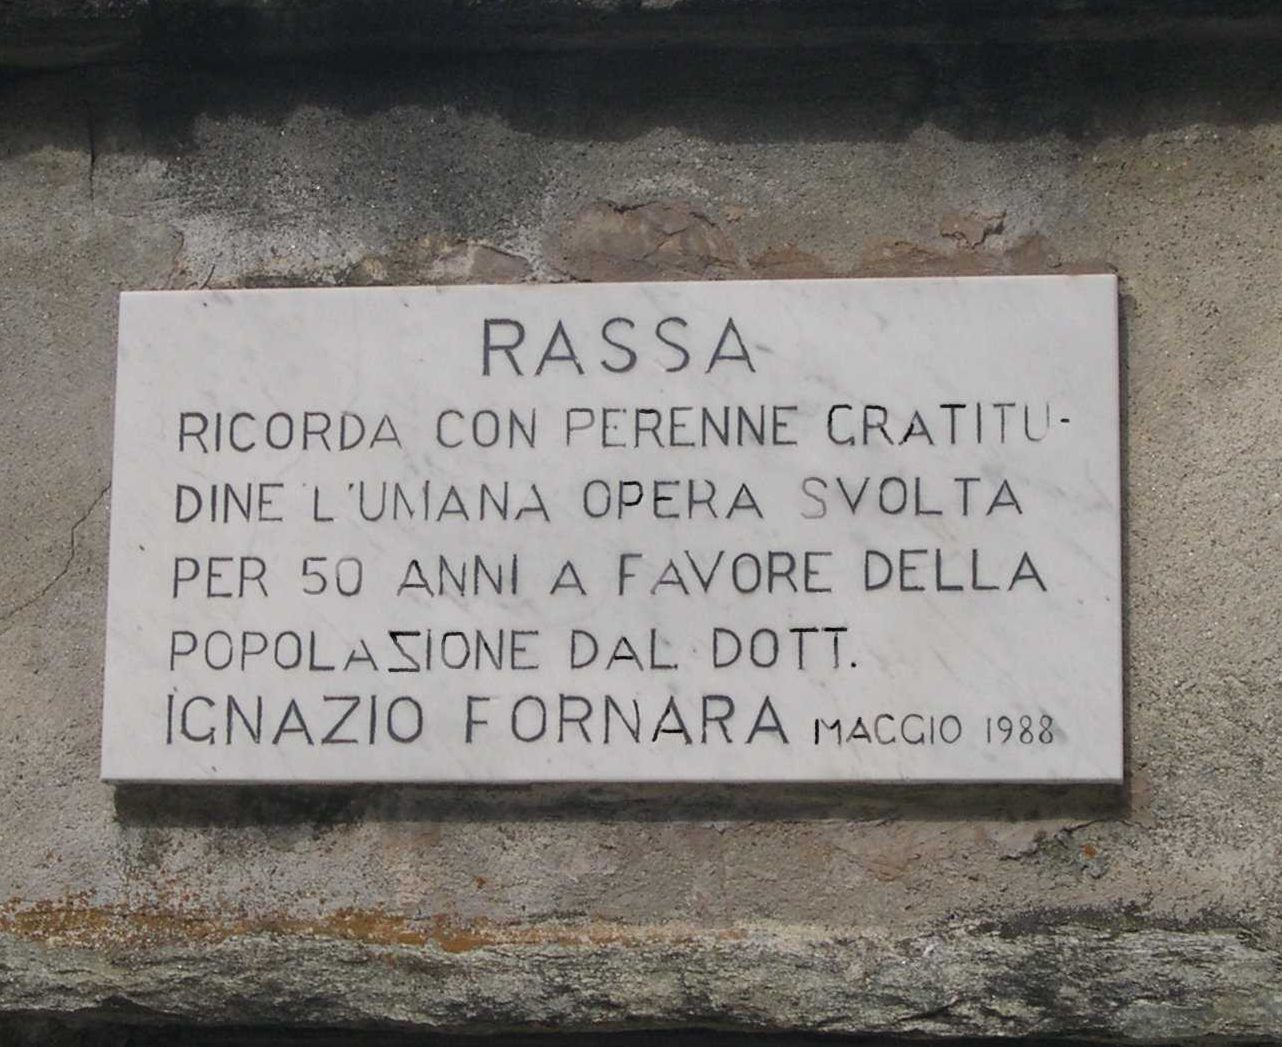 RASSA
RICORDA CON PERENNE GRATITU-
DINE L'UMANA OPERA SVOLTA
PER 50 ANNI A FAVORE DELLA
POPOLAZIONE DAL DOTT.
IGNAZIO FORNARA MAGGIO 1988